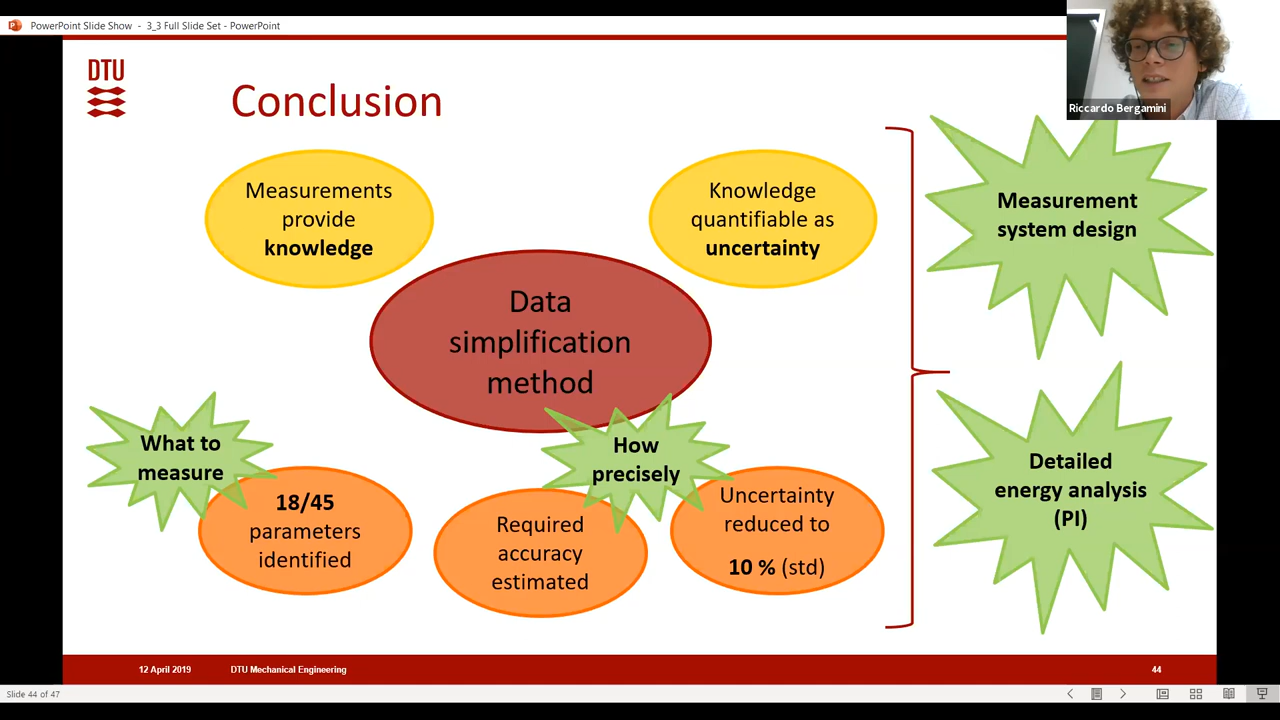 PowerPoint Slide Show - 3_3 Full Slide Set - PowerPoint
Riccardo Bergamini
DTU
Conclusion
Measurements
provide
knowledge
Knowledge
quantifiable as
uncertainty
Data
simplification
method
What to
measure
18/45
parameters
identified
How
precisely
Required
accuracy
estimated
Uncertainty
reduced to
10 % (std)
Measurement
system design
Detailed
energy analysis
(PI)
12 April 2019
DTU Mechanical Engineering
44
Slide 44 of 47